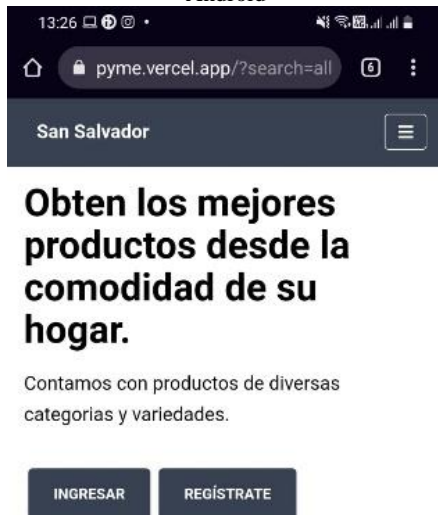 Android
13:26
pyme.vercel.app/?search=all 6
San Salvador
Obten los mejores
productos desde la
comodidad de su
hogar.
Contamos con productos de diversas
categorias y variedades.
INGRESAR REGÍSTRATE